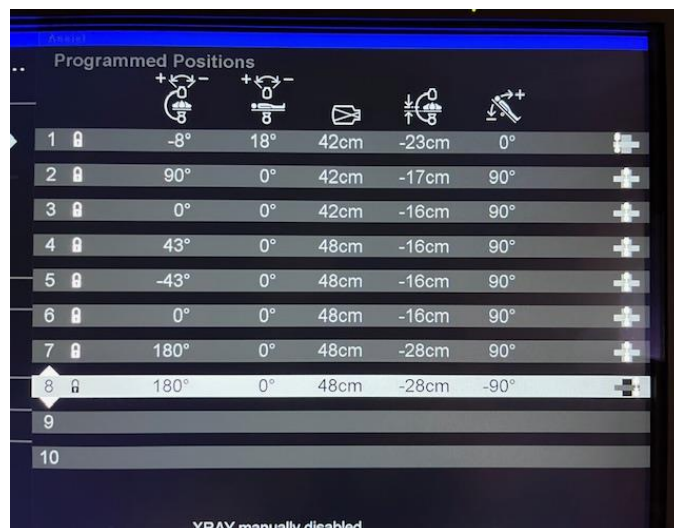 Programmed Positions
+ -
+ -
1 -8° 18° 42cm -23cm 0°
2 90° 0° 42cm -17cm 90°
3 0° 0° 42cm -16cm 90°
4 43° 0° 48cm -16cm 90°
5 -43° 0° 48cm -16cm 90°
6 0° 0° 48cm -16cm 90°
7 180° 0° 48cm -28cm 90°
8 180° 0° 48cm -28cm -90°
9
10
XRAY manually disabled